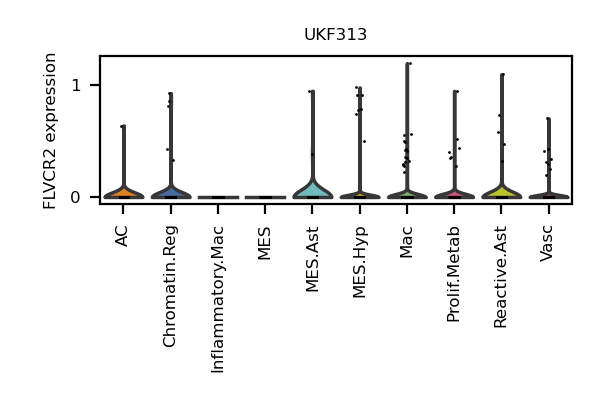 UKF313
FLVCR2 expression
1
0
AC
Chromatin.Reg
Inflammatory.Mac
MES
MES.Ast
MES.Hyp
Mac
Prolif.Metab
Reactive.Ast
Vasc